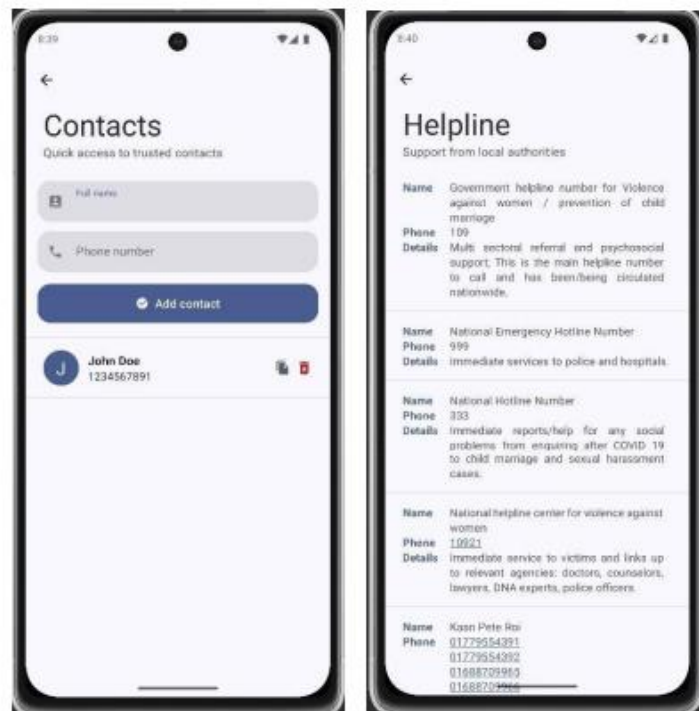 8:39
Contacts
Quick access to trusted contacts
Full name
Phone number
Add contact
J
John Doe
1234567891
8:40
Helpline
Support from local authorities
Name Government helpline number for Violence
against women / prevention of child
marriage
Phone 109
Details Multi sectoral referral and psychosocial
support. This is the main helpline number
to call and has been/being circulated
nationwide.
Name National Emergency Hotline Number
Phone 999
Details Immediate services to police and hospitals.
Name National Hotline Number
Phone 333
Details Immediate reports/help for any social
problems from enquiring after COVID 19
to child marriage and sexual harassment
cases.
Name National helpline center for violence against
women
Phone 10921
Details Immediate service to victims and links up
to relevant agencies: doctors, counselors,
lawyers, DNA experts, police officers.
Name Kaan Pete Roi
Phone 01779554391
01779554392
01688709965